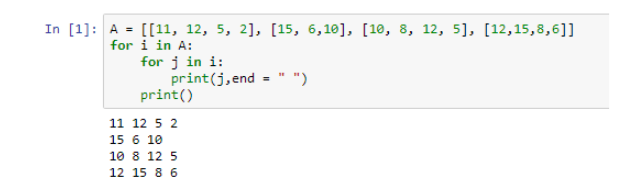 In [1]: A = [[11, 12, 5, 2], [15, 6,10], [10, 8, 12, 5], [12,15,8,6]]
for i in A:
    for j in i:
        print(j,end = " ")
    print()
11 12 5 2
15 6 10
10 8 12 5
12 15 8 6